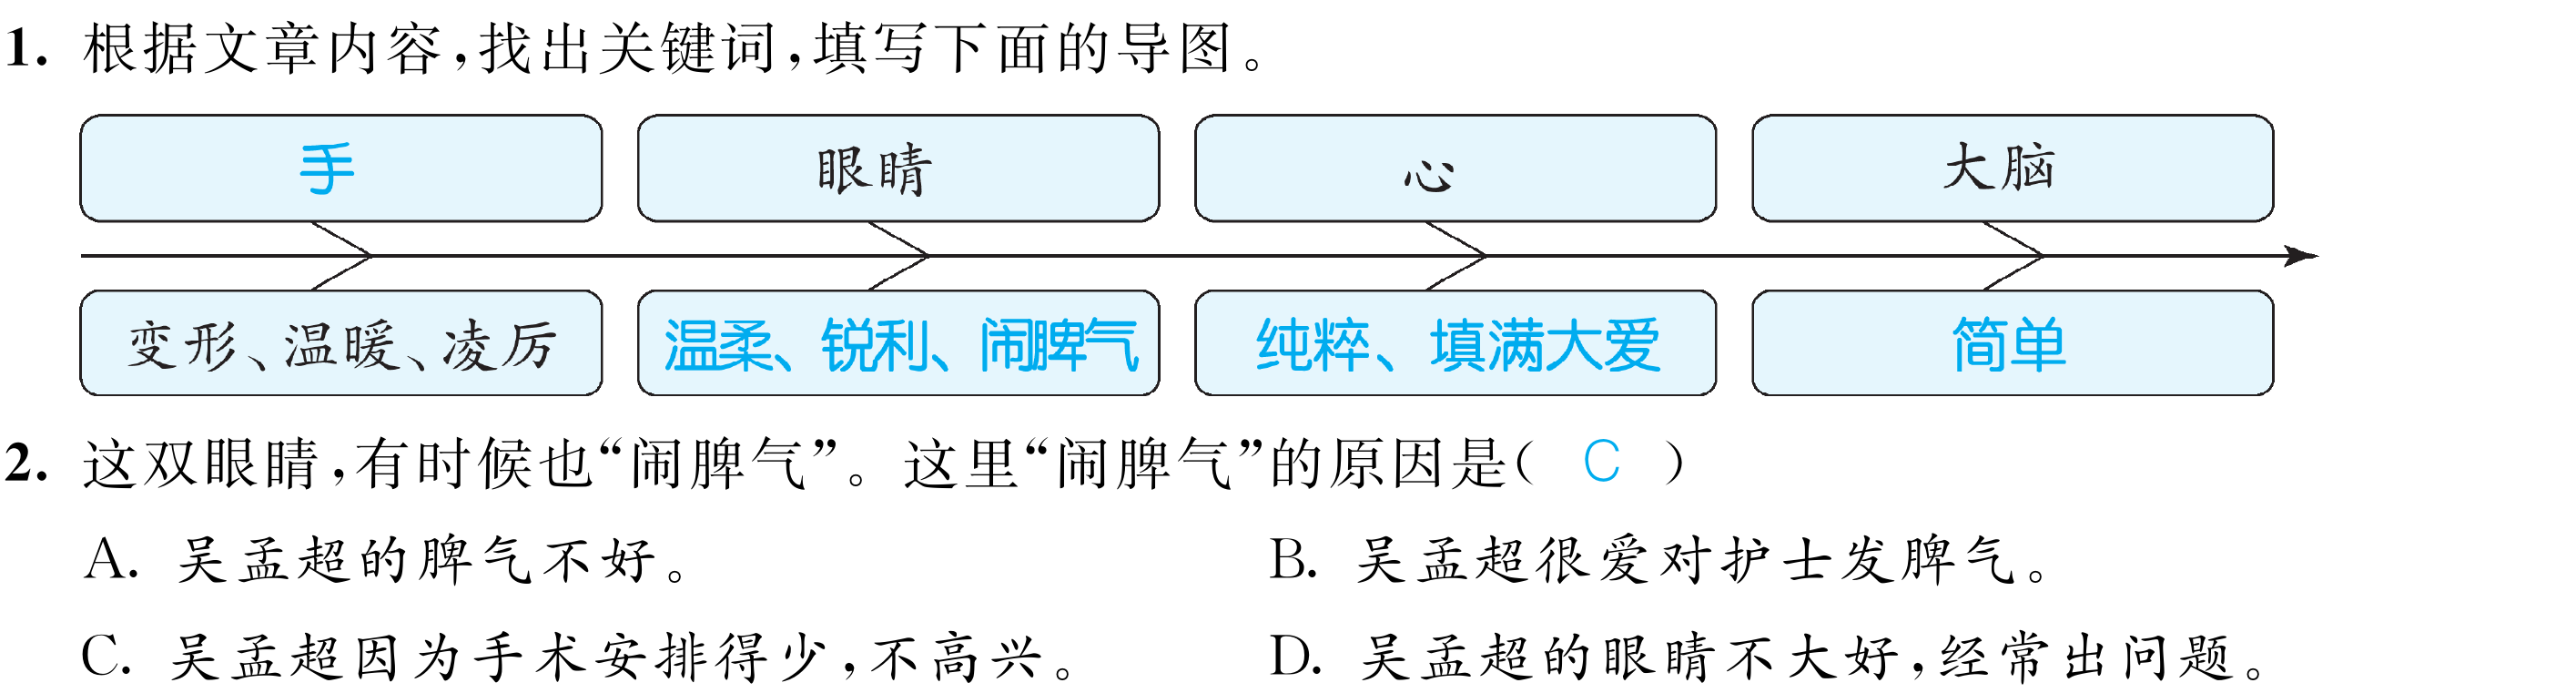 1. 根据文章内容,找出关键词,填写下面的导图。
手 眼睛 心 大脑
变形、温暖、凌厉 温柔、锐利、闹脾气 纯粹、填满大爱 简单
2. 这双眼睛,有时候也“闹脾气”。这里“闹脾气”的原因是( C )
A. 吴孟超的脾气不好。 B. 吴孟超很爱对护士发脾气。
C. 吴孟超因为手术安排得少,不高兴。 D. 吴孟超的眼睛不大好,经常出问题。